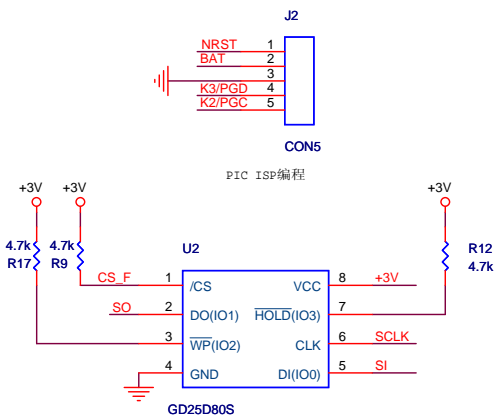 J2
NRST 1
BAT 2
3
K3/PGD 4
K2/PGC 5
CON5
PIC ISP编程
+3V +3V +3V
4.7k 4.7k R12
R17 R9 4.7k
U2
CS_F 1 /CS VCC 8 +3V
SO 2 DO(IO1) HOLD(IO3) 7
3 WP(IO2) CLK 6 SCLK
4 GND DI(IO0) 5 SI
GD25D80S